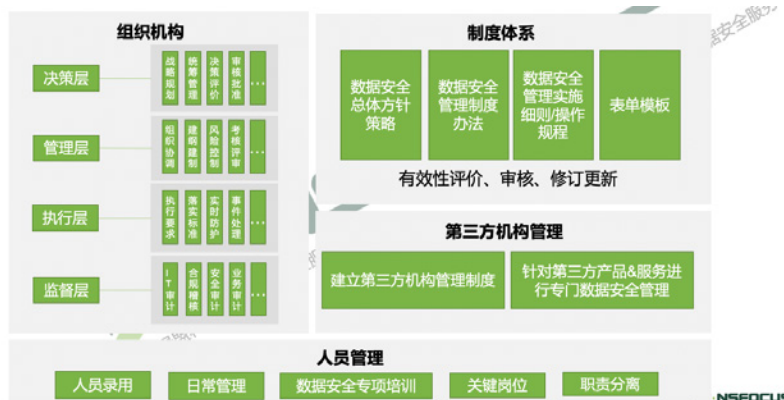 组织机构
决策层
战略规划
统筹管理
决策评价
审核批准
...
管理层
组织协调
建章建制
风险控制
考核评审
...
执行层
执行要求
落实标准
实时防护
事件处理
...
监督层
IT审计
合规稽核
安全审计
业务审计
...
制度体系
数据安全
总体方针
策略
数据安全
管理制度
办法
数据安全
管理实施
细则/操作
规程
表单模板
有效性评价、审核、修订更新
第三方机构管理
建立第三方机构管理制度
针对第三方产品&服务进
行专门数据安全管理
人员管理
人员录用
日常管理
数据安全专项培训
关键岗位
职责分离
据安全服务
NSFOCUS